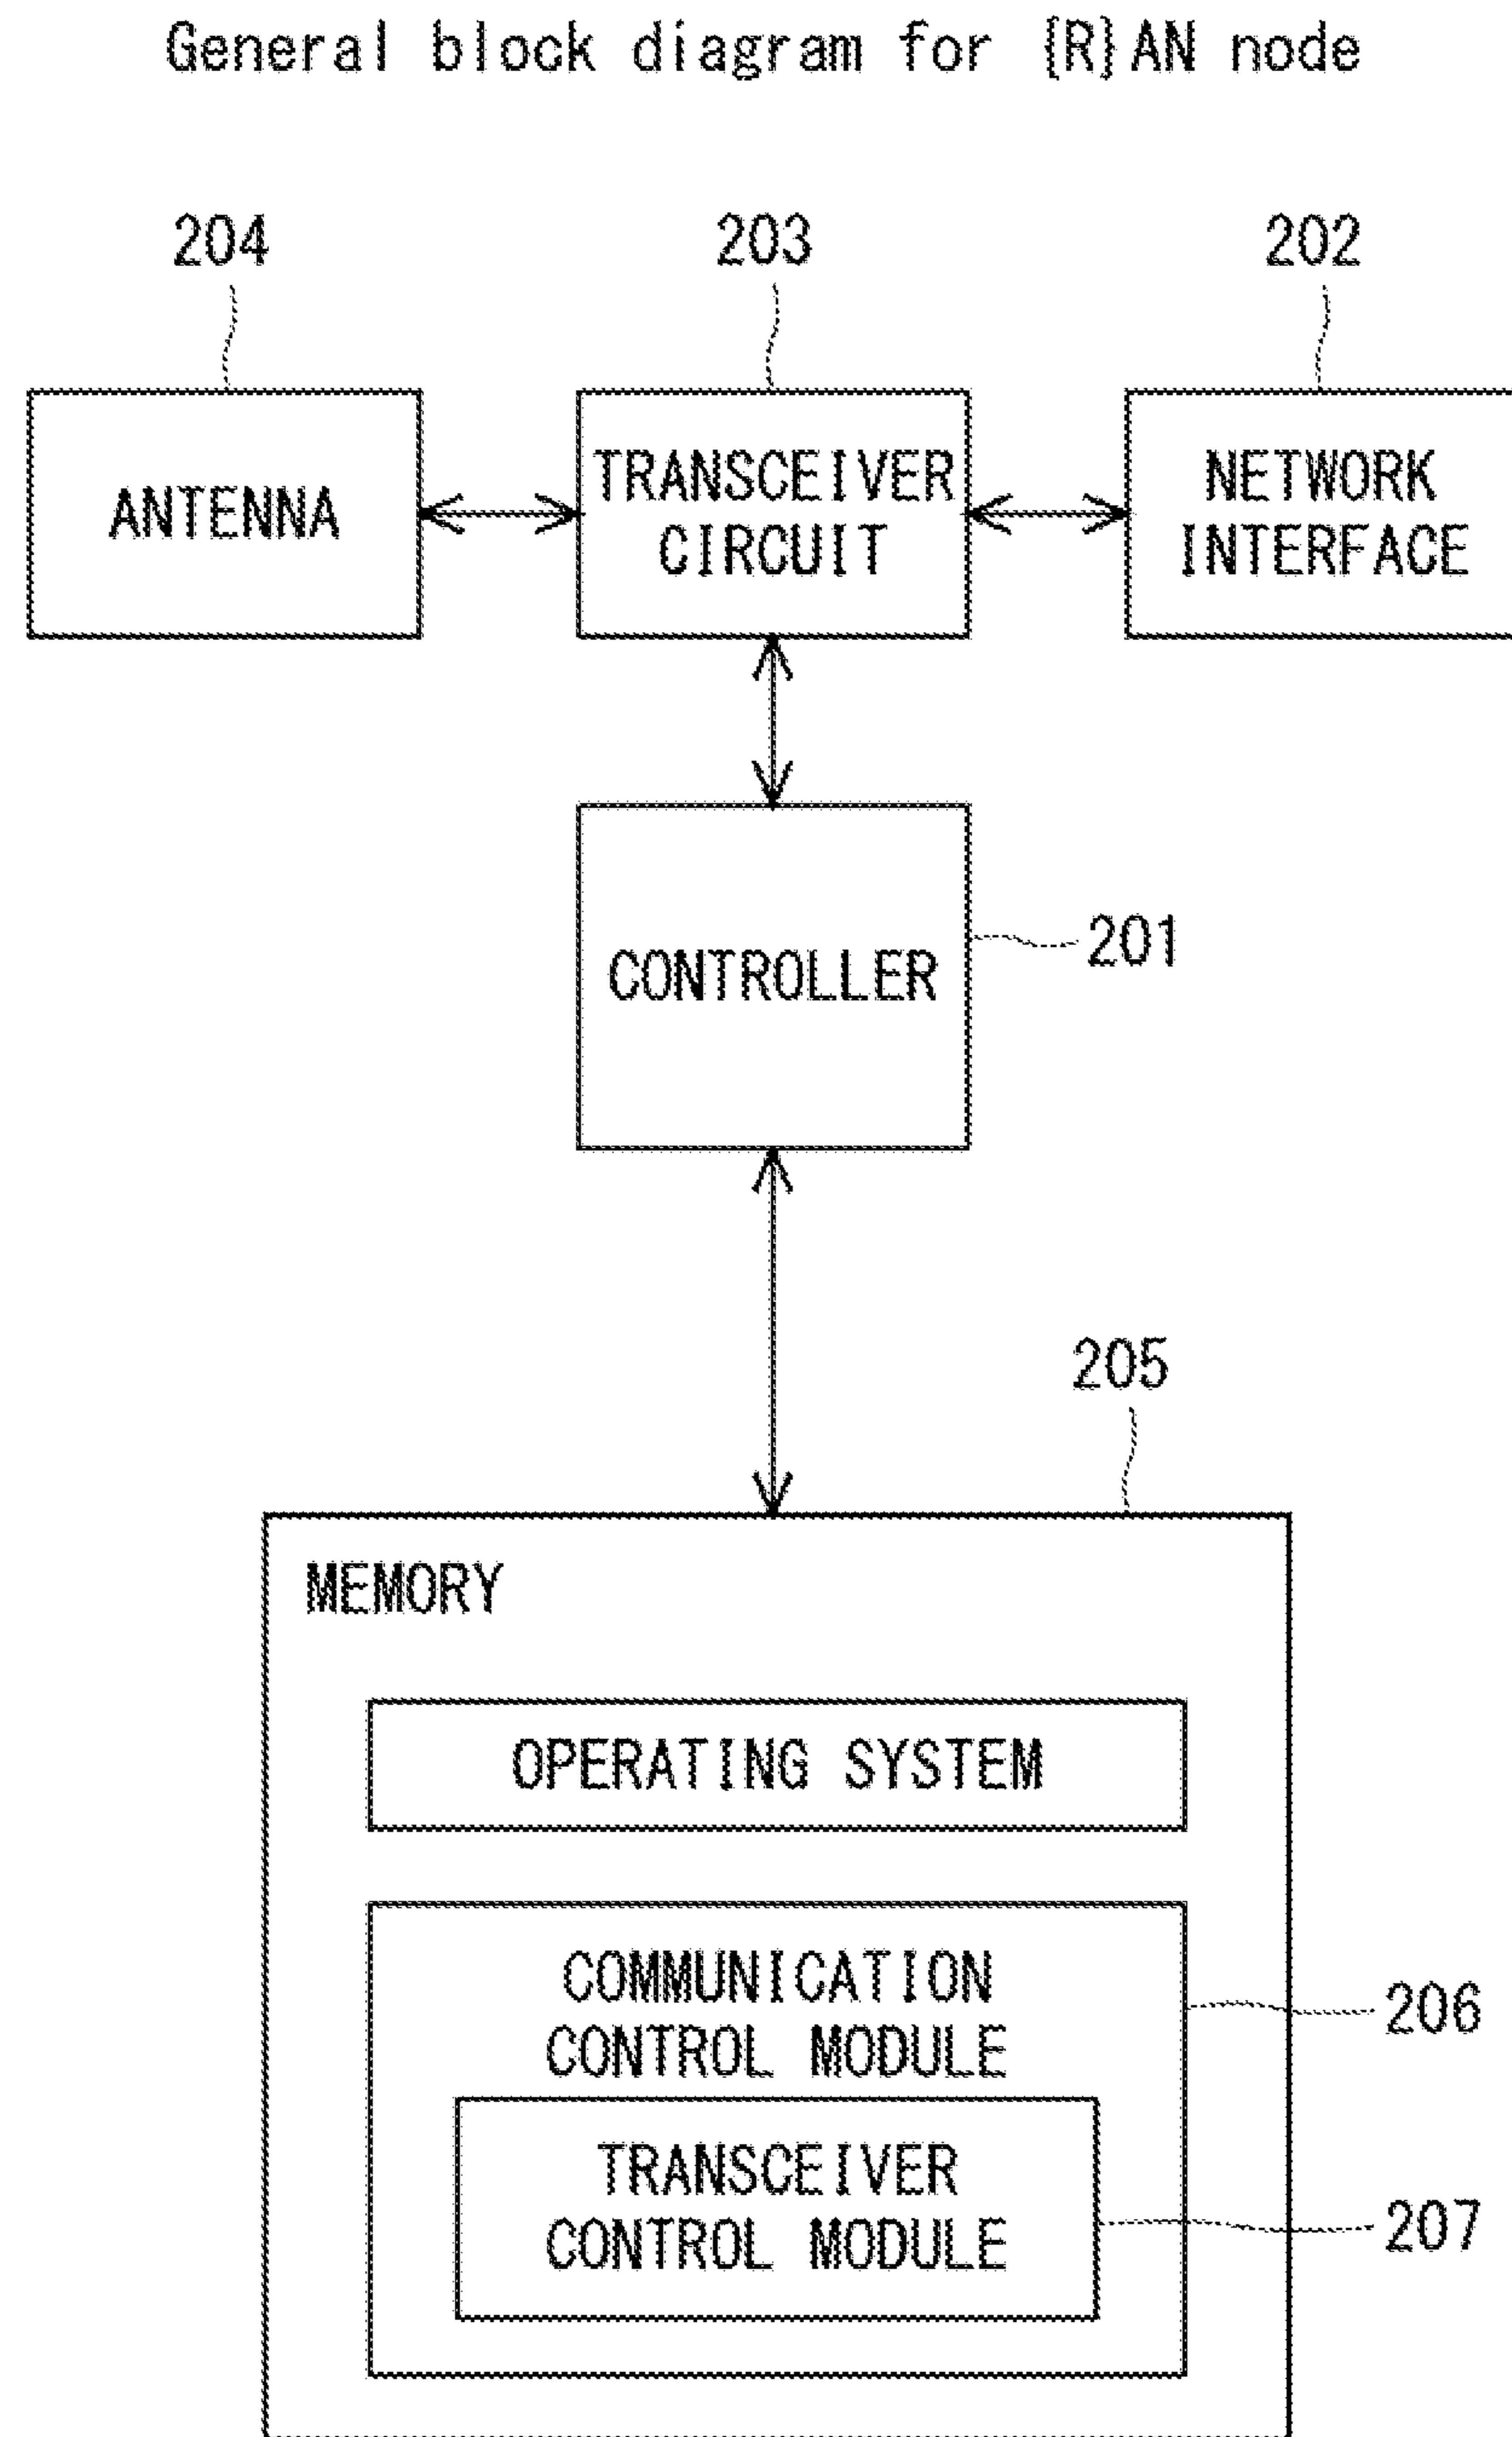 General block diagram for {R}AN node
204
203
202
ANTENNA
TRANSCEIVER
CIRCUIT
NETWORK
INTERFACE
CONTROLLER
201
205
MEMORY
OPERATING SYSTEM
COMMUNICATION
CONTROL MODULE
206
TRANSCEIVER
CONTROL MODULE
207